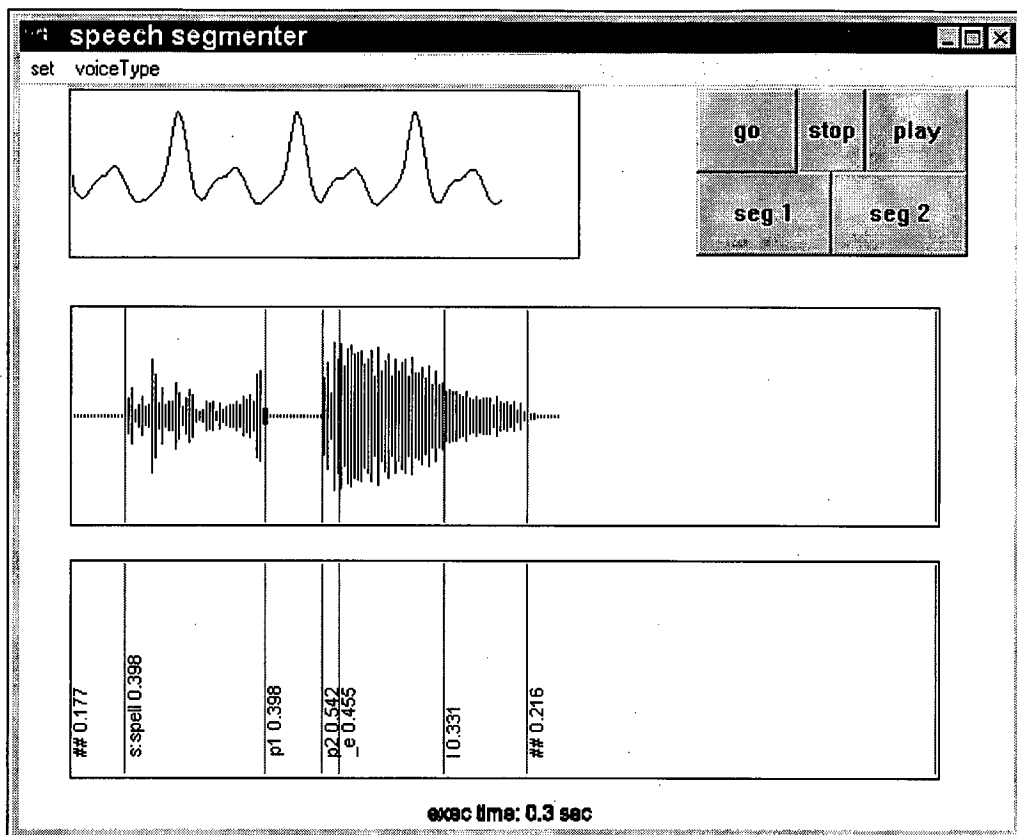 speech segmenter
set voiceType
go stop play
seg 1 seg 2
## 0.177
s: spell 0.398
p1 0.398
p2 0.542
_e 0.455
l 0.331
## 0.216
exec time: 0.3 sec